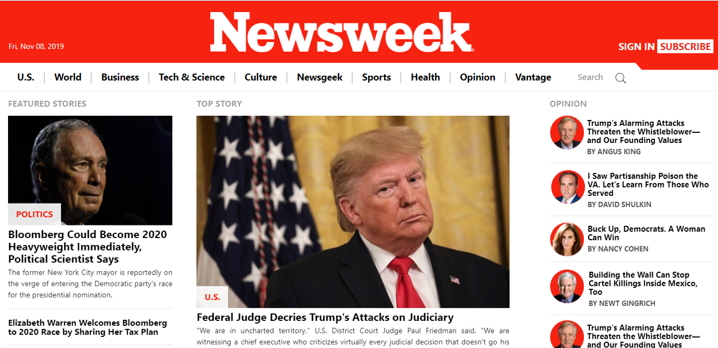 Fri, Nov 08, 2019
Newsweek
SIGN IN SUBSCRIBE
U.S. World Business Tech & Science Culture Newsgeek Sports Health Opinion Vantage Search
FEATURED STORIES
POLITICS
Bloomberg Could Become 2020
Heavyweight Immediately,
Political Scientist Says
The former New York City mayor is reportedly on
the verge of entering the Democratic party's race
for the presidential nomination.
Elizabeth Warren Welcomes Bloomberg
to 2020 Race by Sharing Her Tax Plan
TOP STORY
U.S.
Federal Judge Decries Trump's Attacks on Judiciary
"We are in uncharted territory," U.S. District Court Judge Paul Friedman said. "We are
witnessing a chief executive who criticizes virtually every judicial decision that doesn't go his
OPINION
Trump's Alarming Attacks
Threaten the Whistleblower—
and Our Founding Values
BY ANGUS KING
I Saw Partisanship Poison the
VA. Let's Learn From Those Who
Served
BY DAVID SHULKIN
Buck Up, Democrats. A Woman
Can Win
BY NANCY COHEN
Building the Wall Can Stop
Cartel Killings Inside Mexico,
Too
BY NEWT GINGRICH
Trump's Alarming Attacks
Threaten the Whistleblower—
and Our Founding Values